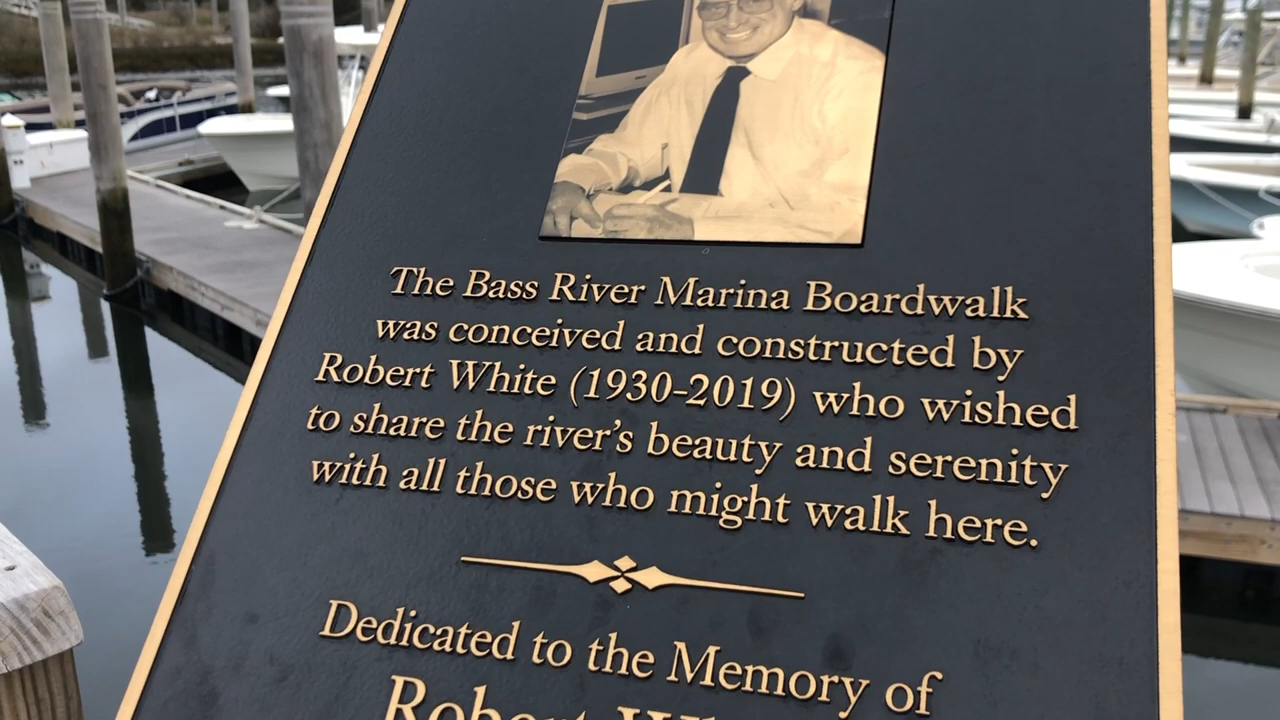 The Bass River Marina Boardwalk
was conceived and constructed by
Robert White (1930-2019) who wished
to share the river's beauty and serenity
with all those who might walk here.
Dedicated to the Memory of
Robert